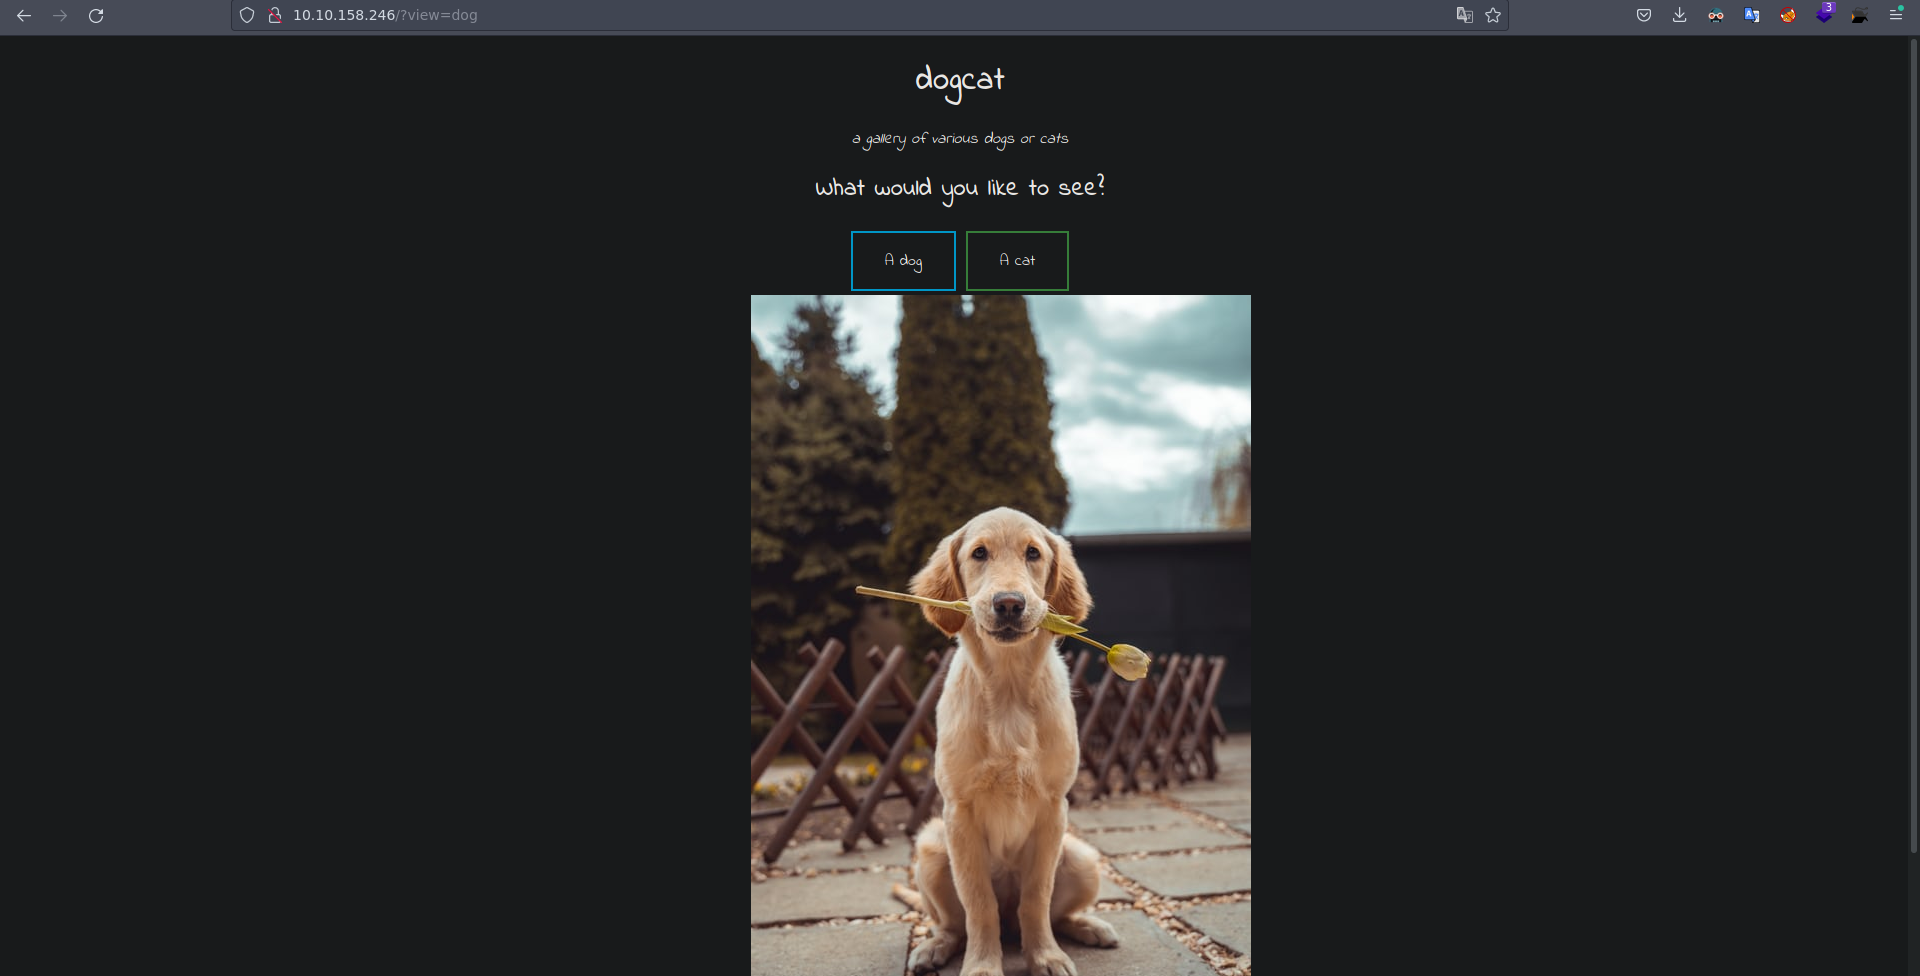 10.10.158.246/?view=dog
3
dogcat
a gallery of various dogs or cats
what would you like to see?
A dog
A cat